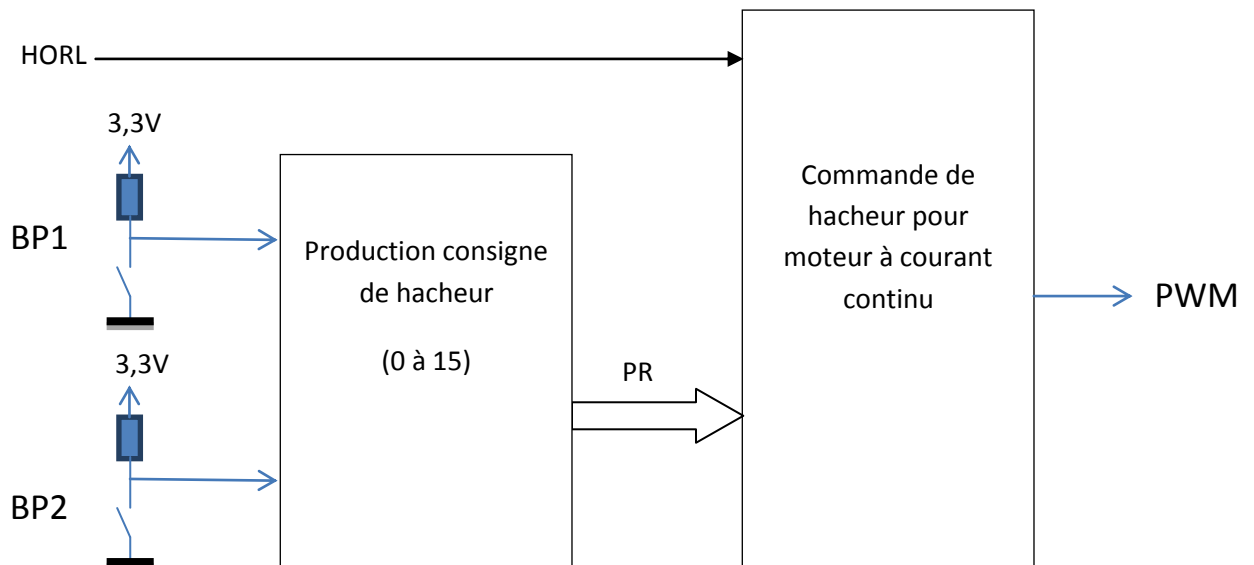 HORL
3,3V
BP1
Production consigne
de hacheur
(0 à 15)
3,3V
BP2
PR
Commande de
hacheur pour
moteur à courant
continu
PWM